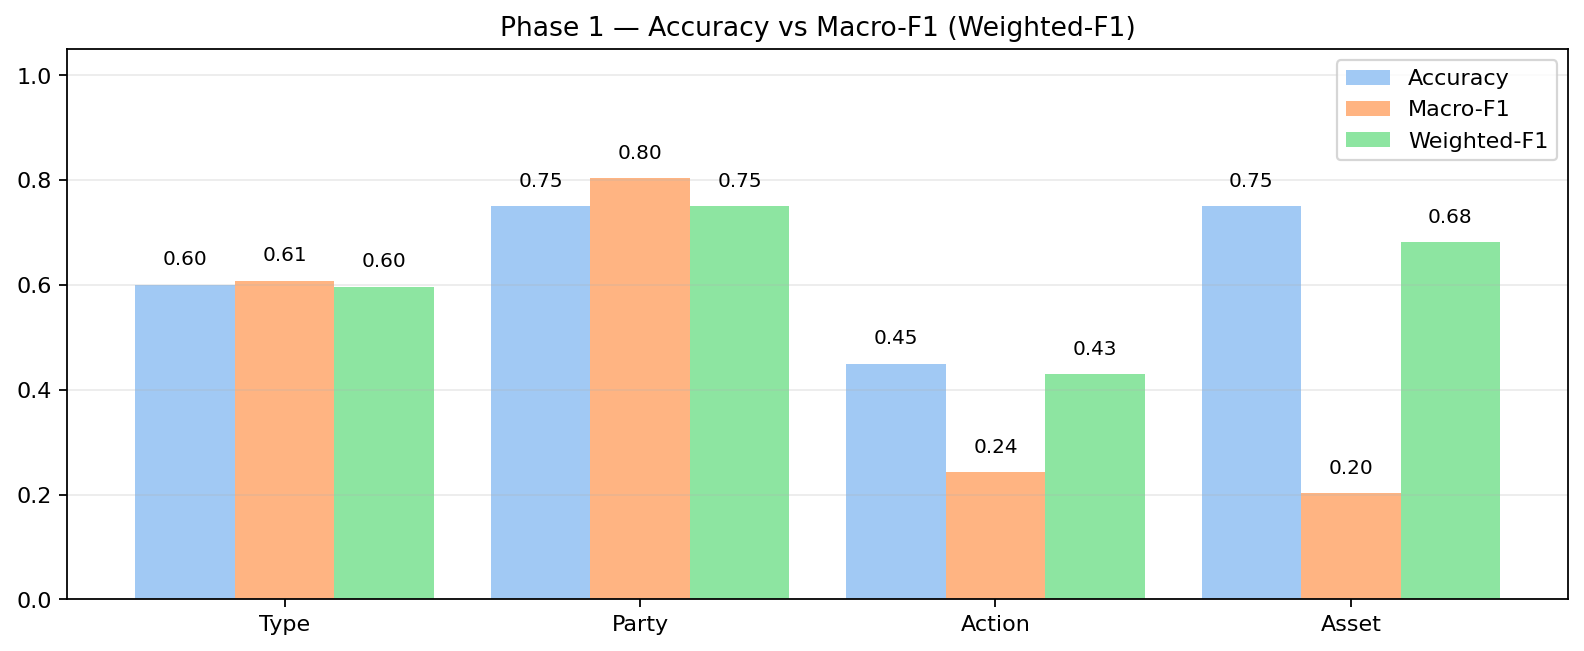 Phase 1 — Accuracy vs Macro-F1 (Weighted-F1)
1.0
0.8
0.6
0.4
0.2
0.0
Accuracy
Macro-F1
Weighted-F1
0.60
0.61
0.60
0.75
0.80
0.75
0.45
0.24
0.43
0.75
0.20
0.68
Type
Party
Action
Asset